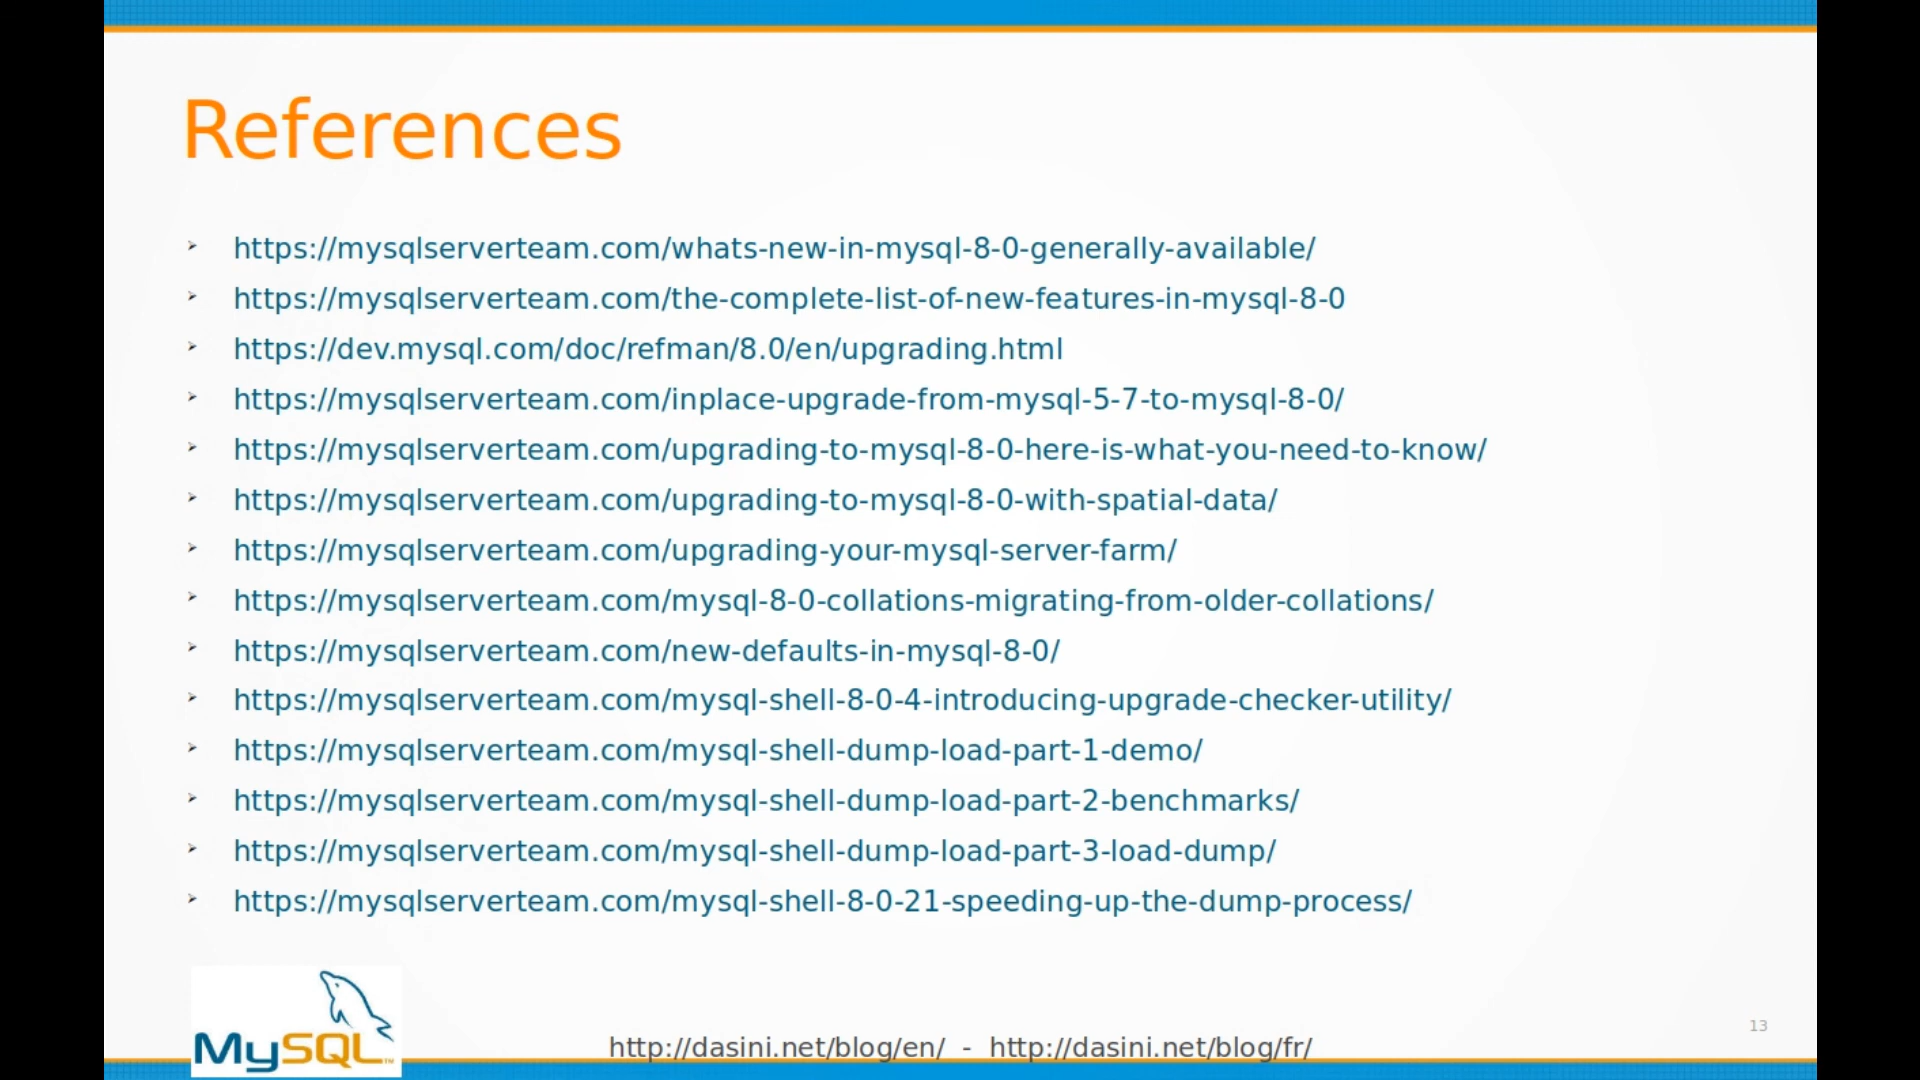 References
https://mysqlserverteam.com/whats-new-in-mysql-8-0-generally-available/
https://mysqlserverteam.com/the-complete-list-of-new-features-in-mysql-8-0
https://dev.mysql.com/doc/refman/8.0/en/upgrading.html
https://mysqlserverteam.com/inplace-upgrade-from-mysql-5-7-to-mysql-8-0/
https://mysqlserverteam.com/upgrading-to-mysql-8-0-here-is-what-you-need-to-know/
https://mysqlserverteam.com/upgrading-to-mysql-8-0-with-spatial-data/
https://mysqlserverteam.com/upgrading-your-mysql-server-farm/
https://mysqlserverteam.com/mysql-8-0-collations-migrating-from-older-collations/
https://mysqlserverteam.com/new-defaults-in-mysql-8-0/
https://mysqlserverteam.com/mysql-shell-8-0-4-introducing-upgrade-checker-utility/
https://mysqlserverteam.com/mysql-shell-dump-load-part-1-demo/
https://mysqlserverteam.com/mysql-shell-dump-load-part-2-benchmarks/
https://mysqlserverteam.com/mysql-shell-dump-load-part-3-load-dump/
https://mysqlserverteam.com/mysql-shell-8-0-21-speeding-up-the-dump-process/
13
MySQL™
http://dasini.net/blog/en/ - http://dasini.net/blog/fr/